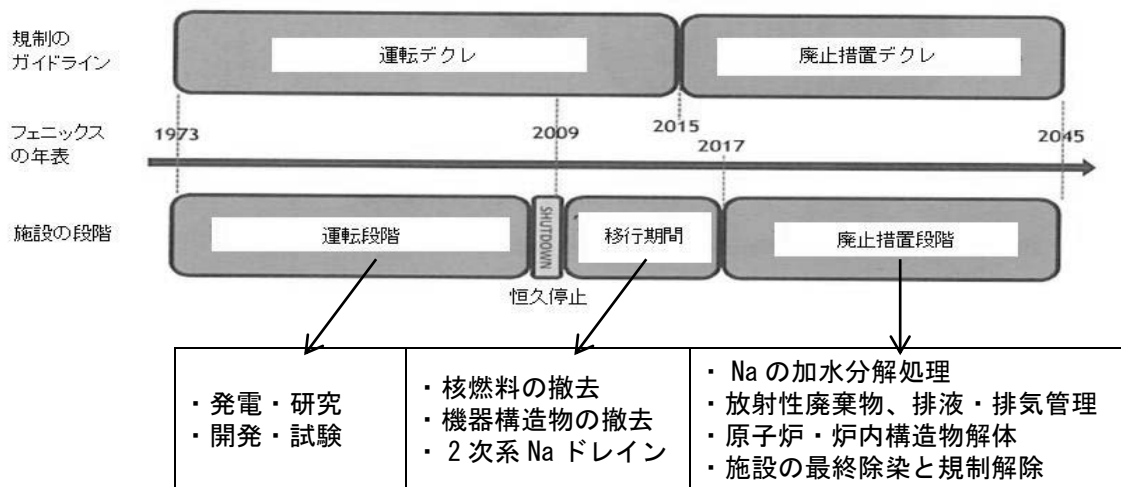 規制の
ガイドライン
運転デクレ
廃止措置デクレ
フェニックス
の年表
1973
2009
2015
2017
2045
施設の段階
運転段階
SHUTDOWN
移行期間
廃止措置段階
恒久停止
・発電・研究
・開発・試験
・核燃料の撤去
・機器構造物の撤去
・２次系 Na ドレイン
・ Na の加水分解処理
・放射性廃棄物、排液・排気管理
・原子炉・炉内構造物解体
・施設の最終除染と規制解除